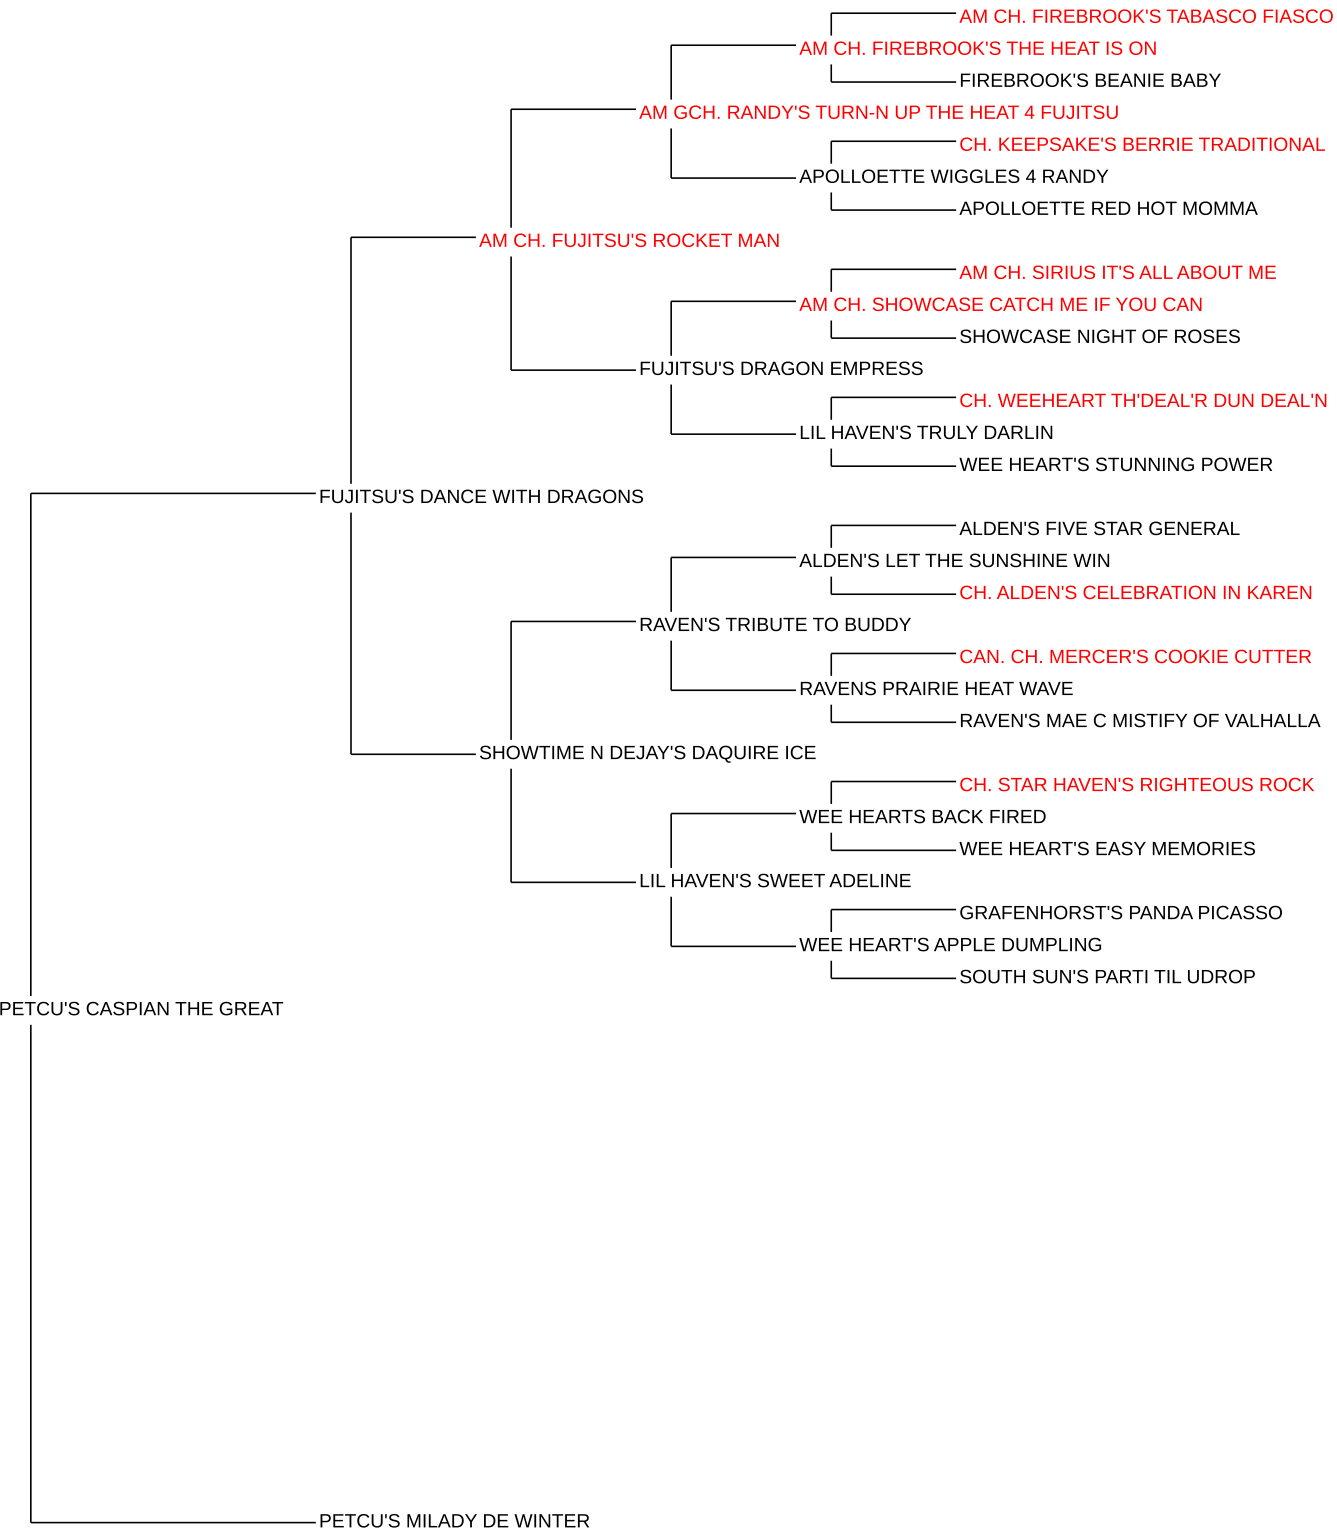 AM CH. FIREBROOK'S TABASCO FIASCO
AM CH. FIREBROOK'S THE HEAT IS ON
FIREBROOK'S BEANIE BABY
AM GCH. RANDY'S TURN-N UP THE HEAT 4 FUJITSU
CH. KEEPSAKE'S BERRIE TRADITIONAL
APOLLOETTE WIGGLES 4 RANDY
APOLLOETTE RED HOT MOMMA
AM CH. FUJITSU'S ROCKET MAN
AM CH. SIRIUS IT'S ALL ABOUT ME
AM CH. SHOWCASE CATCH ME IF YOU CAN
SHOWCASE NIGHT OF ROSES
FUJITSU'S DRAGON EMPRESS
CH. WEEHEART TH'DEAL'R DUN DEAL'N
LIL HAVEN'S TRULY DARLIN
WEE HEART'S STUNNING POWER
FUJITSU'S DANCE WITH DRAGONS
ALDEN'S FIVE STAR GENERAL
ALDEN'S LET THE SUNSHINE WIN
CH. ALDEN'S CELEBRATION IN KAREN
RAVEN'S TRIBUTE TO BUDDY
CAN. CH. MERCER'S COOKIE CUTTER
RAVENS PRAIRIE HEAT WAVE
RAVEN'S MAE C MISTIFY OF VALHALLA
SHOWTIME N DEJAY'S DAQUIRE ICE
CH. STAR HAVEN'S RIGHTEOUS ROCK
WEE HEARTS BACK FIRED
WEE HEART'S EASY MEMORIES
LIL HAVEN'S SWEET ADELINE
GRAFENHORST'S PANDA PICASSO
WEE HEART'S APPLE DUMPLING
SOUTH SUN'S PARTI TIL UDROP
PETCU'S CASPIAN THE GREAT
PETCU'S MILADY DE WINTER